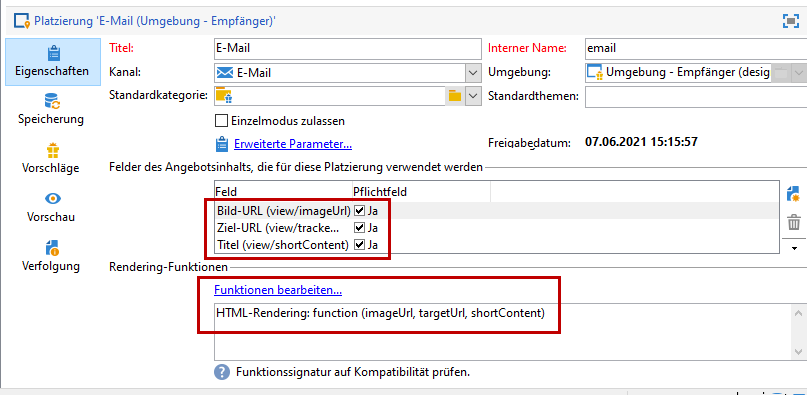 Platzierung 'E-Mail (Umgebung - Empfänger)'
Eigenschaften
Speicherung
Vorschläge
Vorschau
Verfolgung
Titel: E-Mail Interner Name: email
Kanal: E-Mail Umgebung: Umgebung - Empfänger (desig
Standardkategorie: Standardthemen:
Einzelmodus zulassen
Erweiterte Parameter... Freigabedatum: 07.06.2021 15:15:57
Felder des Angebotsinhalts, die für diese Platzierung verwendet werden
Feld Pflichtfeld
Bild-URL (view/imageUrl) Ja
Ziel-URL (view/tracke... Ja
Titel (view/shortContent) Ja
Rendering-Funktionen
Funktionen bearbeiten...
HTML-Rendering: function (imageUrl, targetUrl, shortContent)
Funktionssignatur auf Kompatibilität prüfen.